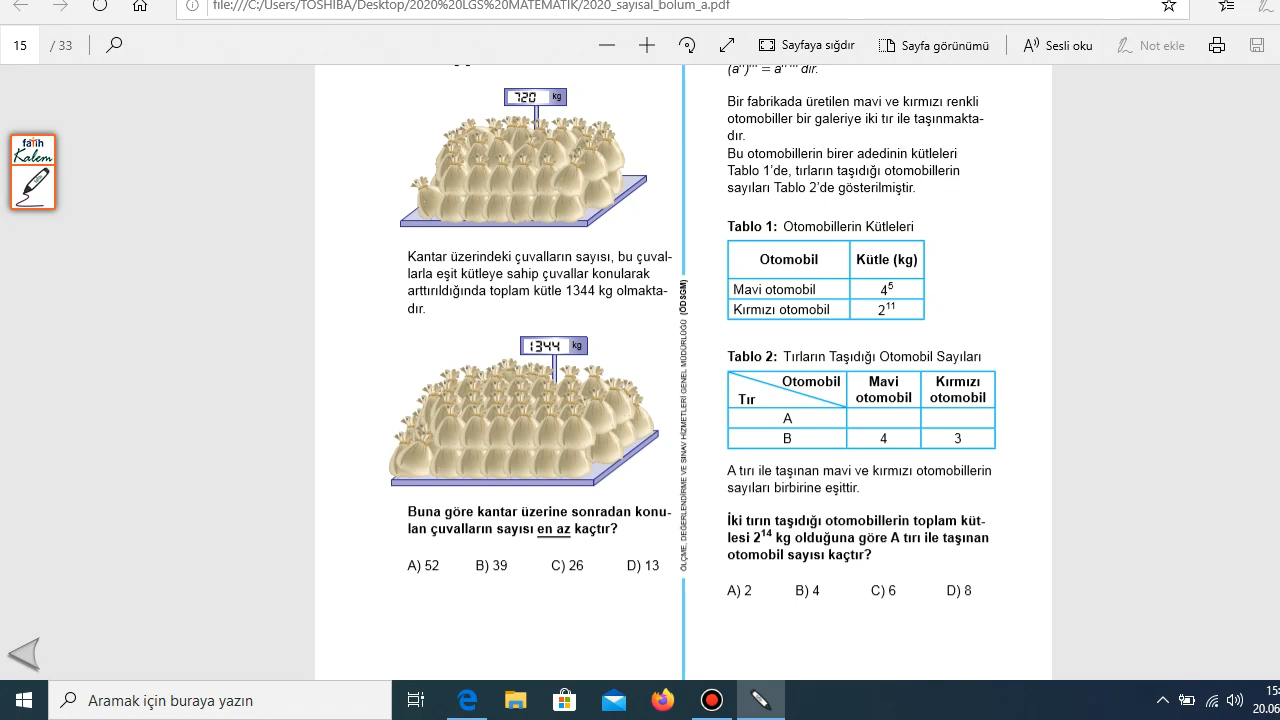 file:///C:/Users/TOSHIBA/Desktop/2020%20LGS%20MATEMATIK/2020_sayisal_bolum_a.pdf
15 / 33
Sayfaya sığdır
Sayfa görünümü
Sesli oku
Not ekle
fatih
Kalem
720 kg
Kantar üzerindeki çuvalların sayısı, bu çuval-
larla eşit kütleye sahip çuvallar konularak
arttırıldığında toplam kütle 1344 kg olmakta-
dır.
1344 kg
Buna göre kantar üzerine sonradan konu-
lan çuvalların sayısı en az kaçtır?
A) 52 B) 39 C) 26 D) 13
ÖLÇME, DEĞERLENDİRME VE SINAV HİZMETLERİ GENEL MÜDÜRLÜĞÜ (ÖDSGM)
dır.
Bir fabrikada üretilen mavi ve kırmızı renkli
otomobiller bir galeriye iki tır ile taşınmakta-
dır.
Bu otomobillerin birer adedinin kütleleri
Tablo 1’de, tırların taşıdığı otomobillerin
sayıları Tablo 2’de gösterilmiştir.
Tablo 1: Otomobillerin Kütleleri
Otomobil Kütle (kg)
Mavi otomobil 4⁵
Kırmızı otomobil 2¹¹
Tablo 2: Tırların Taşıdığı Otomobil Sayıları
Otomobil Mavi Kırmızı
Tır otomobil otomobil
A
B 4 3
A tırı ile taşınan mavi ve kırmızı otomobillerin
sayıları birbirine eşittir.
İki tırın taşıdığı otomobillerin toplam küt-
lesi 2¹⁴ kg olduğuna göre A tırı ile taşınan
otomobil sayısı kaçtır?
A) 2 B) 4 C) 6 D) 8
Aramak için buraya yazın